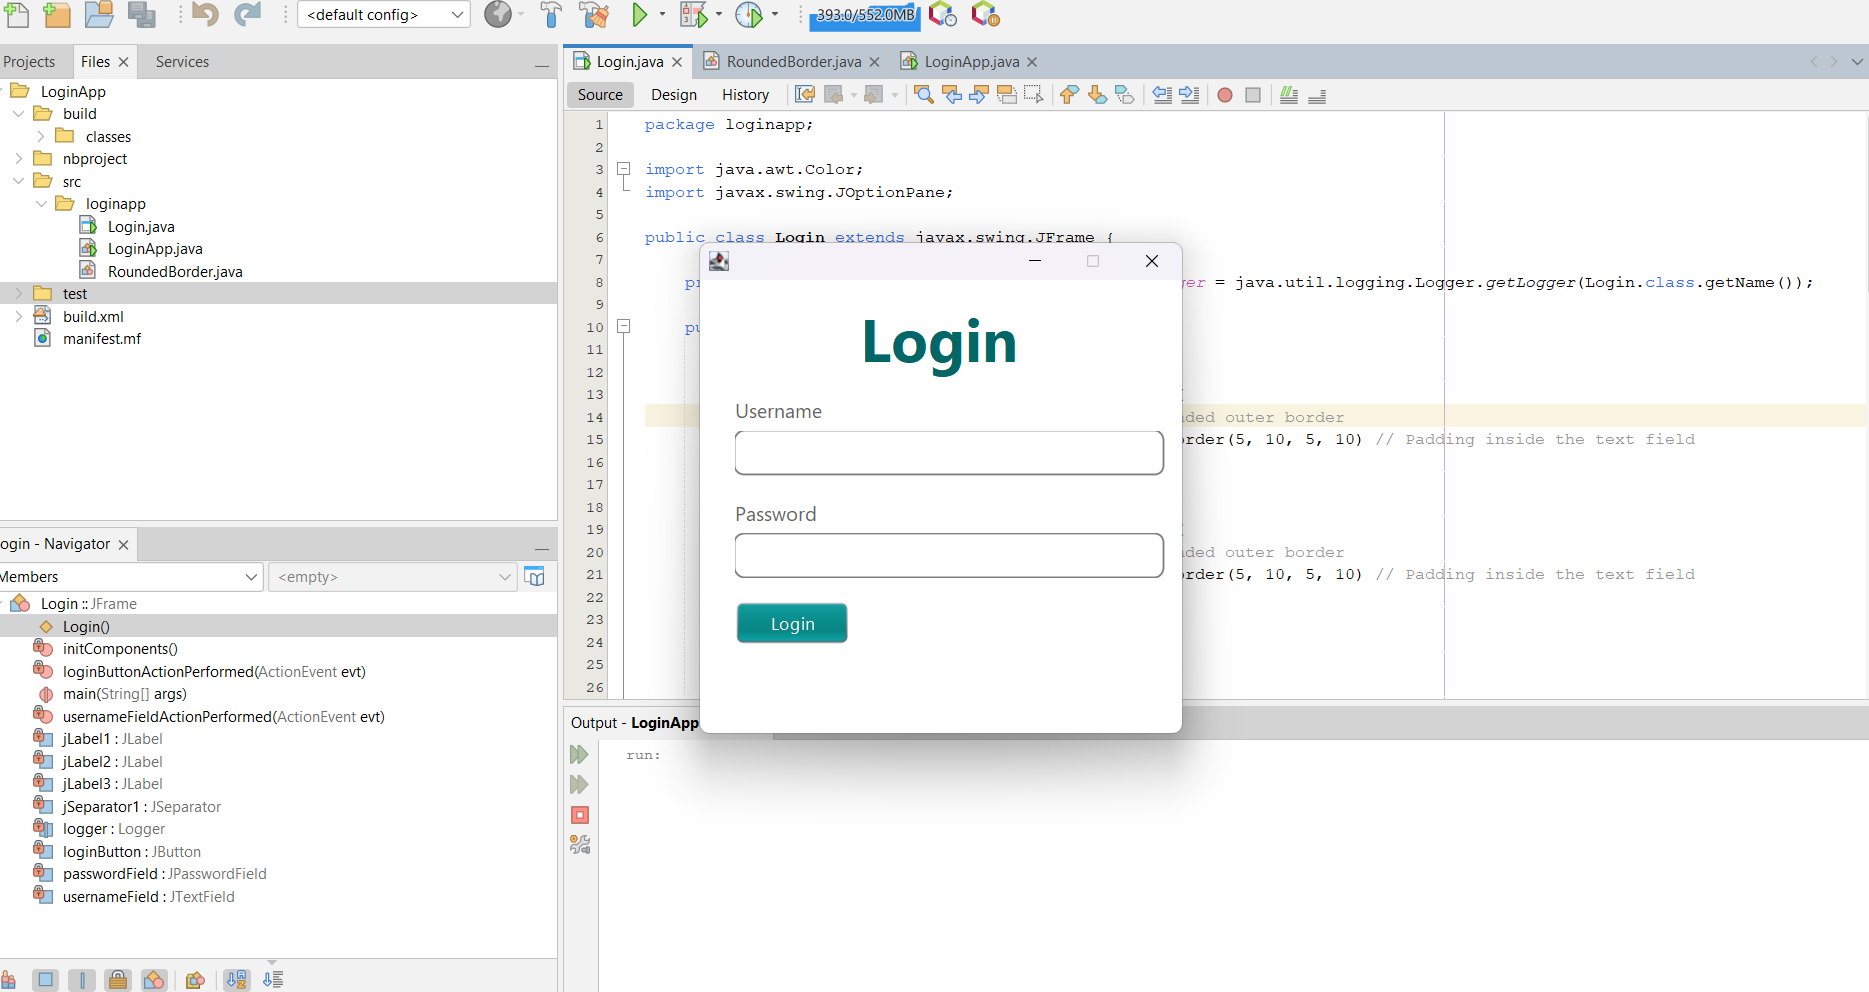 <default config>
393.0/552.0MB
Projects
Files
Services
LoginApp
build
classes
nbproject
src
loginapp
Login.java
LoginApp.java
RoundedBorder.java
test
build.xml
manifest.mf
ogin - Navigator
Members
<empty>
Login :: JFrame
Login()
initComponents()
loginButtonActionPerformed(ActionEvent evt)
main(String[] args)
usernameFieldActionPerformed(ActionEvent evt)
jLabel1 : JLabel
jLabel2 : JLabel
jLabel3 : JLabel
jSeparator1 : JSeparator
logger : Logger
loginButton : JButton
passwordField : JPasswordField
usernameField : JTextField
Login.java
RoundedBorder.java
LoginApp.java
Source
Design
History
1 package loginapp;
2
3 import java.awt.Color;
4 import javax.swing.JOptionPane;
5
6 public class Login extends javax.swing.JFrame {
7
8 pr ger = java.util.logging.Logger.getLogger(Login.class.getName());
9
10 pu
11
12
13
14 ded outer border
15 rder(5, 10, 5, 10) // Padding inside the text field
16
17
18
19
20 ded outer border
21 rder(5, 10, 5, 10) // Padding inside the text field
22
23
24
25
26
Login
Username
Password
Login
Output - LoginApp
run: